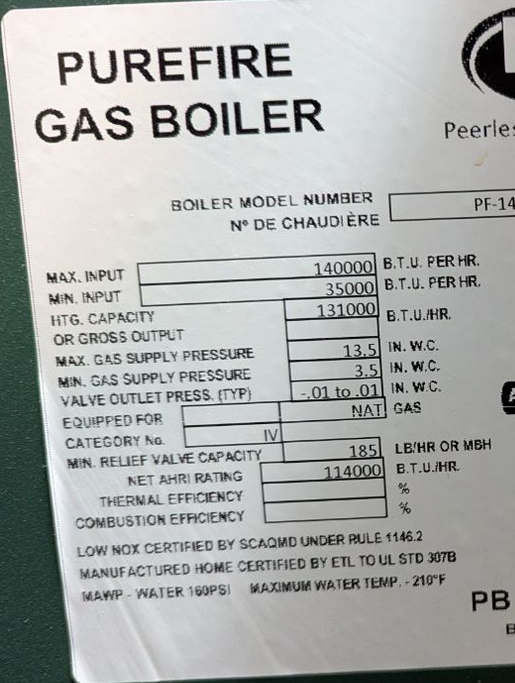 PUREFIRE
GAS BOILER
Peerles
BOILER MODEL NUMBER PF-14
Nº DE CHAUDIÈRE
MAX. INPUT 140000 B.T.U. PER HR.
MIN. INPUT 35000 B.T.U. PER HR.
HTG. CAPACITY 131000 B.T.U./HR.
OR GROSS OUTPUT
MAX. GAS SUPPLY PRESSURE 13.5 IN. W.C.
MIN. GAS SUPPLY PRESSURE 3.5 IN. W.C.
VALVE OUTLET PRESS. (TYP) -.01 to .01 IN. W.C.
EQUIPPED FOR NAT GAS
CATEGORY No. IV
MIN. RELIEF VALVE CAPACITY 185 LB/HR OR MBH
NET AHRI RATING 114000 B.T.U./HR.
THERMAL EFFICIENCY %
COMBUSTION EFFICIENCY %
LOW NOX CERTIFIED BY SCAQMD UNDER RULE 1146.2
MANUFACTURED HOME CERTIFIED BY ETL TO UL STD 307B
MAWP - WATER 160PSI MAXIMUM WATER TEMP. - 210°F
PB